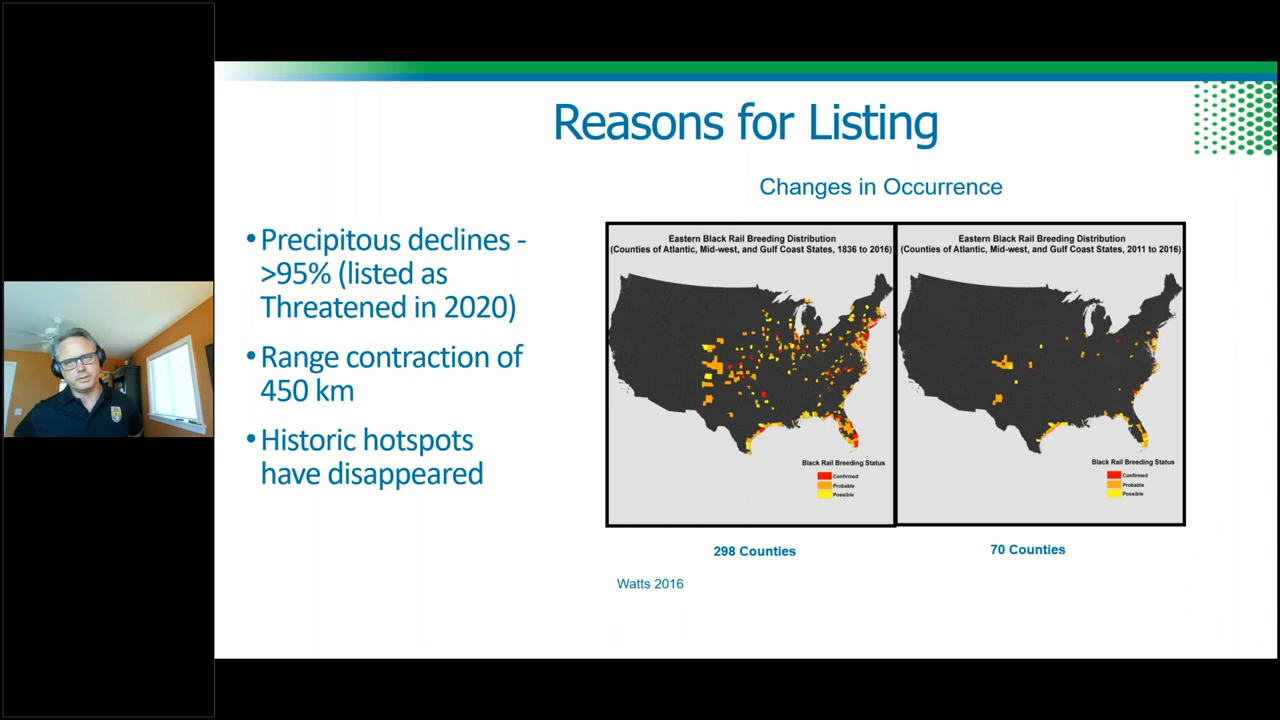 Reasons for Listing
Changes in Occurrence
•Precipitous declines -
>95% (listed as
Threatened in 2020)
•Range contraction of
450 km
•Historic hotspots
have disappeared
Eastern Black Rail Breeding Distribution
(Counties of Atlantic, Mid-west, and Gulf Coast States, 1836 to 2016)
Black Rail Breeding Status
Confirmed
Probable
Possible
298 Counties
Eastern Black Rail Breeding Distribution
(Counties of Atlantic, Mid-west, and Gulf Coast States, 2011 to 2016)
Black Rail Breeding Status
Confirmed
Probable
Possible
70 Counties
Watts 2016